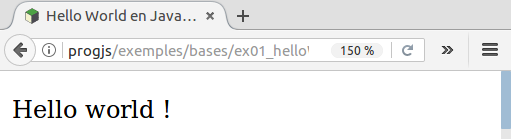 Hello World en Java...
progjs/exemples/bases/ex01_hello 150 %
Hello world !